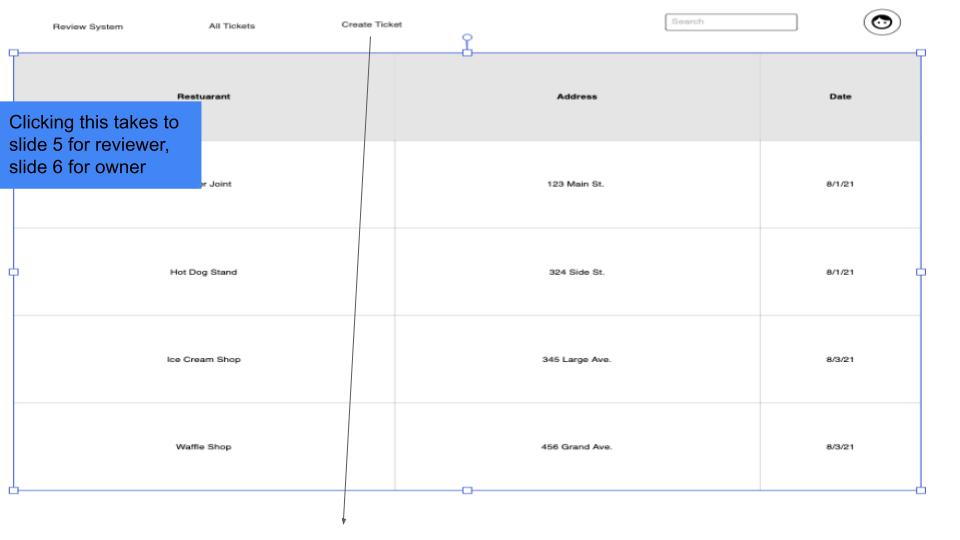 Review System All Tickets Create Ticket Search
Restuarant Address Date
Clicking this takes to
slide 5 for reviewer,
slide 6 for owner
Joint 123 Main St. 8/1/21
Hot Dog Stand 324 Side St. 8/1/21
Ice Cream Shop 345 Large Ave. 8/3/21
Waffle Shop 456 Grand Ave. 8/3/21